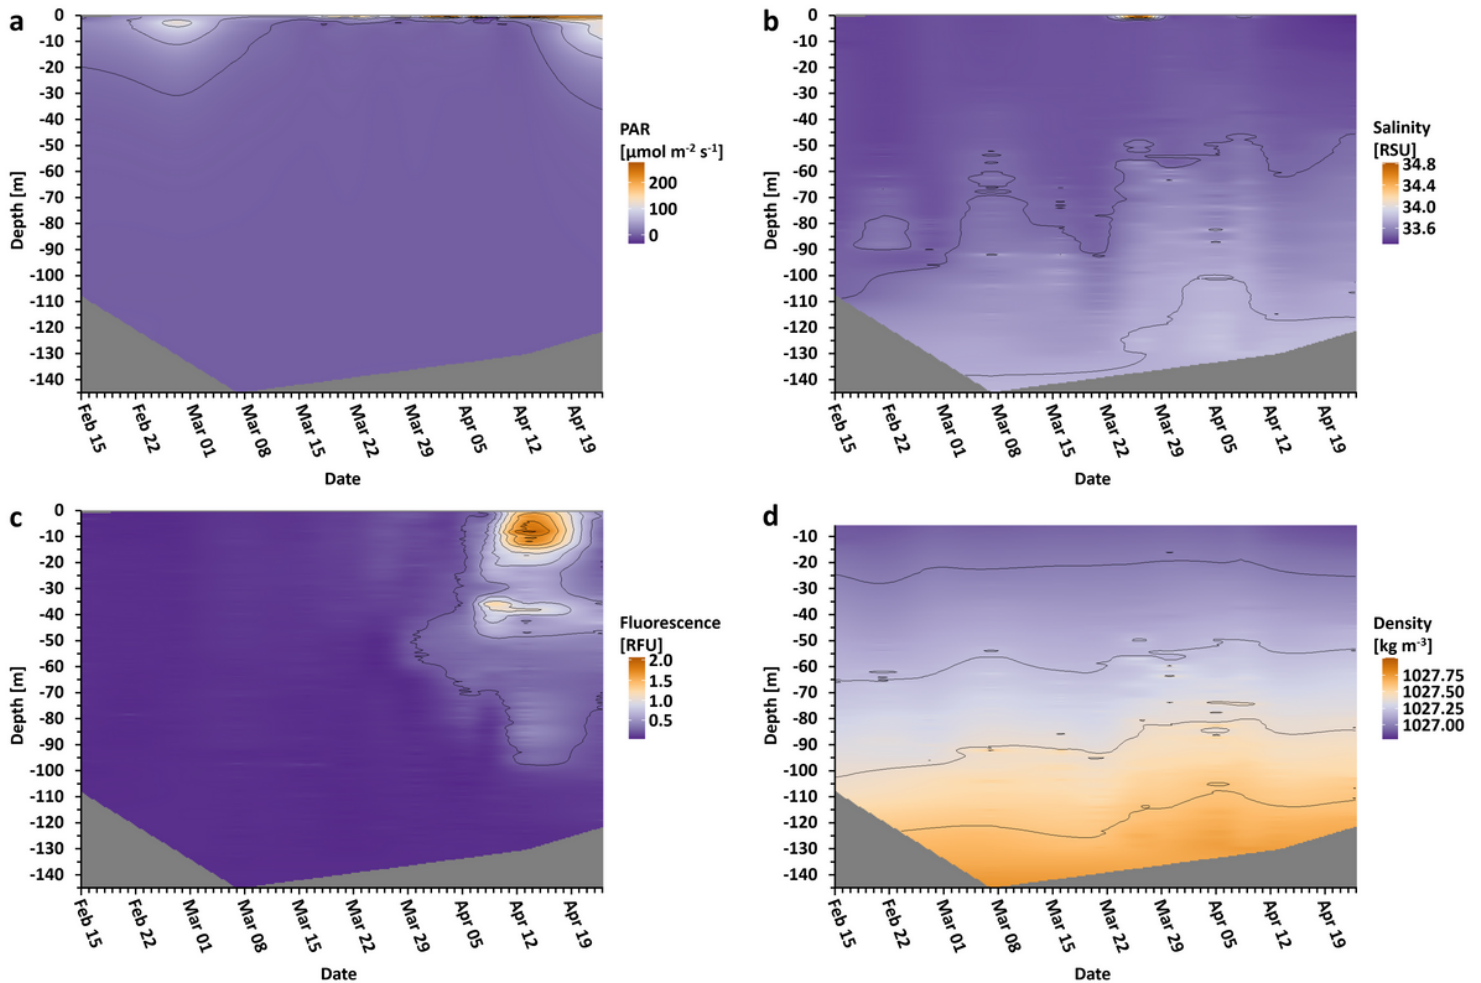 a
0
-10
-20
-30
-40
-50
-60
-70
-80
-90
-100
-110
-120
-130
-140
Depth [m]
Feb 15
Feb 22
Mar 01
Mar 08
Mar 15
Mar 22
Mar 29
Apr 05
Apr 12
Apr 19
Date
PAR
[µmol m-2 s-1]
200
100
0
b
0
-10
-20
-30
-40
-50
-60
-70
-80
-90
-100
-110
-120
-130
-140
Depth [m]
Feb 15
Feb 22
Mar 01
Mar 08
Mar 15
Mar 22
Mar 29
Apr 05
Apr 12
Apr 19
Date
Salinity
[RSU]
34.8
34.4
34.0
33.6
c
0
-10
-20
-30
-40
-50
-60
-70
-80
-90
-100
-110
-120
-130
-140
Depth [m]
Feb 15
Feb 22
Mar 01
Mar 08
Mar 15
Mar 22
Mar 29
Apr 05
Apr 12
Apr 19
Date
Fluorescence
[RFU]
2.0
1.5
1.0
0.5
d
-10
-20
-30
-40
-50
-60
-70
-80
-90
-100
-110
-120
-130
-140
Depth [m]
Feb 15
Feb 22
Mar 01
Mar 08
Mar 15
Mar 22
Mar 29
Apr 05
Apr 12
Apr 19
Date
Density
[kg m-3]
1027.75
1027.50
1027.25
1027.00